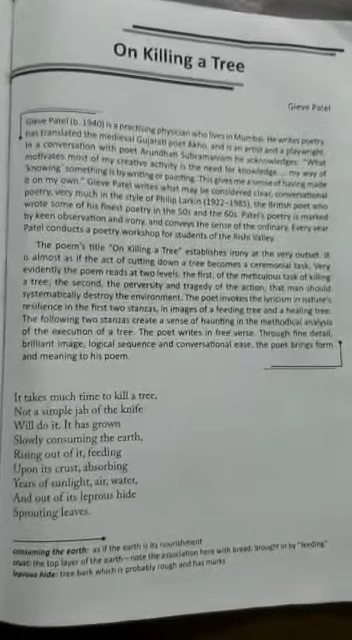 On Killing a Tree
Gieve Patel
Gieve Patel (b. 1940) is a practising physician who lives in Mumbai. He writes poetry
has translated the medieval Gujarati poet Akho, and is an artist and a playwright.
In a conversation with poet Arundhati Subramaniam he acknowledges: "What
motivates most of my creative activity is the need for knowledge ... my way of
'knowing' something is by writing or painting. This gives me a sense of having made
it on my own." Gieve Patel writes what may be considered clear, conversational
poetry, very much in the style of Philip Larkin (1922–1985), the British poet who
wrote some of his finest poetry in the 50s and the 60s. Patel's poetry is marked
by keen observation and irony, and conveys the sense of the ordinary. Every year
Patel conducts a poetry workshop for students of the Rishi Valley.
The poem's title "On Killing a Tree" establishes irony at the very outset. It
is almost as if the act of cutting down a tree becomes a ceremonial task. Very
evidently the poem reads at two levels: the first, of the meticulous task of killing
a tree, the second, the perversity and tragedy of the action, that man should
systematically destroy the environment. The poet invokes the lyricism in nature's
resilience in the first two stanzas, in images of a feeding tree and a healing tree.
The following two stanzas create a sense of haunting in the methodical analysis
of the execution of a tree. The poet writes in free verse. Through fine detail,
brilliant image, logical sequence and conversational ease, the poet brings form
and meaning to his poem.
It takes much time to kill a tree,
Not a simple jab of the knife
Will do it. It has grown
Slowly consuming the earth,
Rising out of it, feeding
Upon its crust, absorbing
Years of sunlight, air, water,
And out of its leprous hide
Sprouting leaves.
consuming the earth: as if the earth is its nourishment
crust: the top layer of the earth—note the association here with bread, brought in by "feeding"
leprous hide: tree bark which is probably rough and has marks